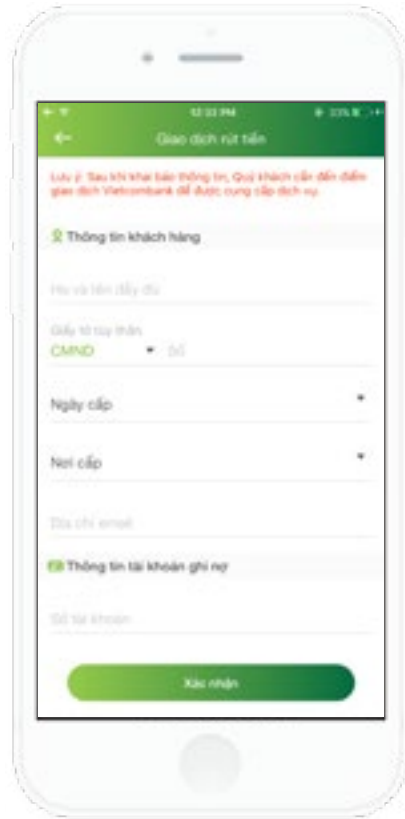 Giao dịch rút tiền
Lưu ý: Sau khi khai báo thông tin, Quý khách cần đến điểm
giao dịch Vietcombank để được cung cấp dịch vụ.
Thông tin khách hàng
Họ và tên đầy đủ
Giấy tờ tùy thân
CMND Số
Ngày cấp
Nơi cấp
Địa chỉ email
Thông tin tài khoản ghi nợ
Số tài khoản
Xác nhận